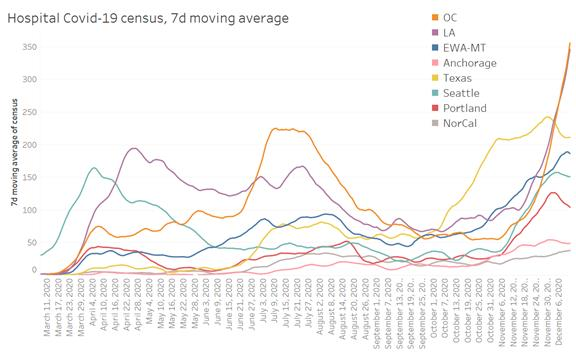 Hospital Covid-19 census, 7d moving average
OC
LA
EWA-MT
Anchorage
Texas
Seattle
Portland
NorCal
7d moving average of census
350
300
250
200
150
100
50
0
March 11, 2020
March 17, 2020
March 23, 2020
March 29, 2020
April 4, 2020
April 10, 2020
April 16, 2020
April 22, 2020
April 28, 2020
May 4, 2020
May 10, 2020
May 16, 2020
May 22, 2020
May 28, 2020
June 3, 2020
June 9, 2020
June 15, 2020
June 21, 2020
June 27, 2020
July 3, 2020
July 9, 2020
July 15, 2020
July 21, 2020
July 27, 2020
August 2, 2020
August 8, 2020
August 14, 2020
August 20, 2020
August 26, 2020
September 1, 2020
September 7, 2020
September 13, 20..
September 19, 20..
September 25, 20..
October 1, 2020
October 7, 2020
October 13, 2020
October 19, 2020
October 25, 2020
October 31, 2020
November 6, 2020
November 12, 20..
November 18, 20..
November 24, 20..
November 30, 20..
December 6, 2020